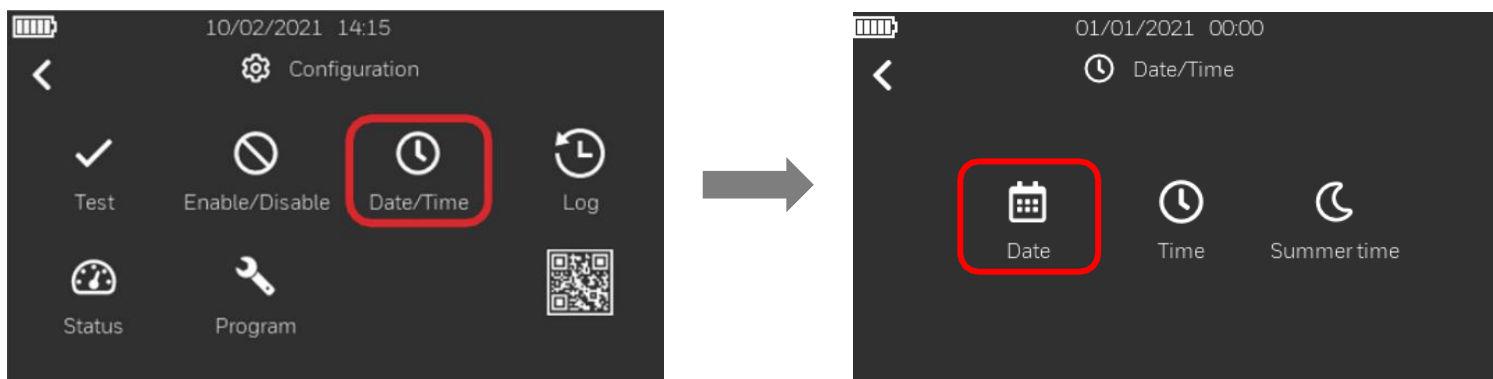 10/02/2021 14:15
Configuration
Test Enable/Disable Date/Time Log
Status Program
01/01/2021 00:00
Date/Time
Date Time Summer time